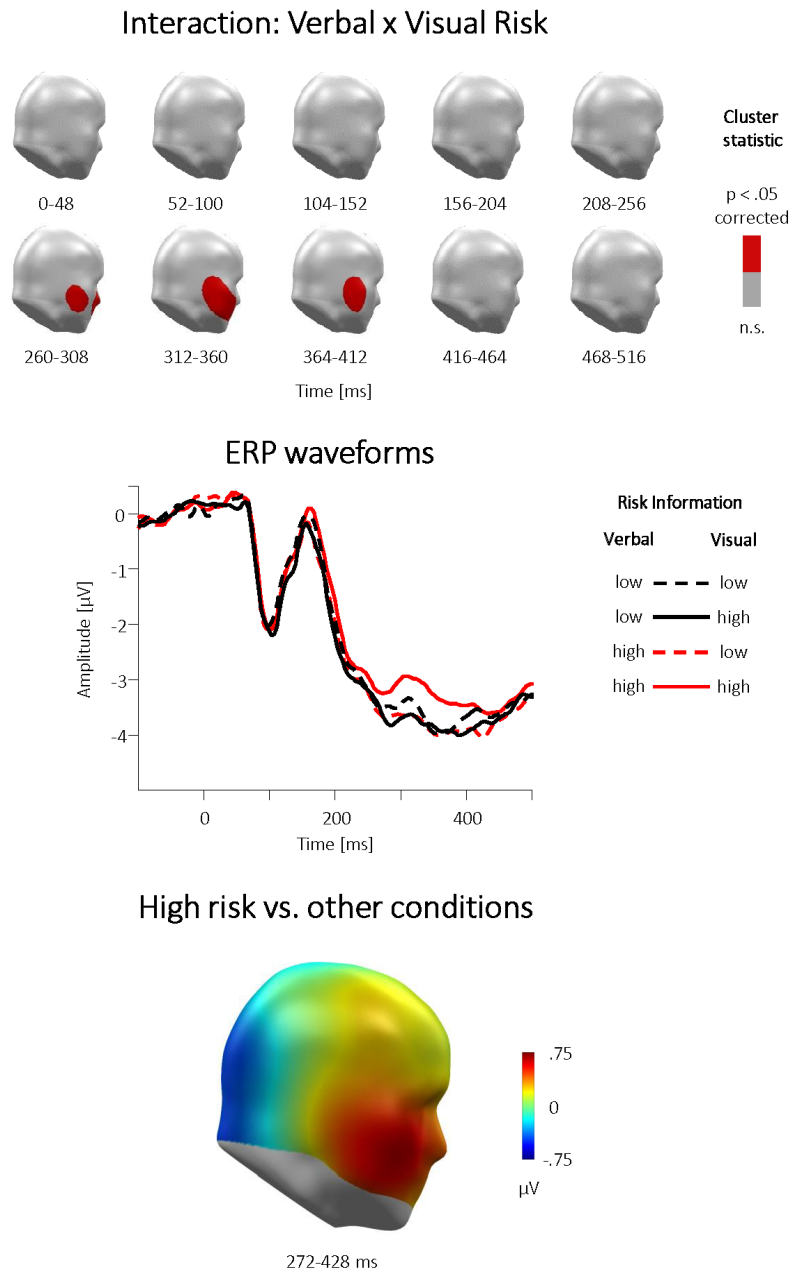 Interaction: Verbal x Visual Risk
0-48 52-100 104-152 156-204 208-256
260-308 312-360 364-412 416-464 468-516
Time [ms]
Cluster
statistic
p < .05
corrected
n.s.
ERP waveforms
0
-1
-2
-3
-4
Amplitude [µV]
0 200 400
Time [ms]
Risk Information
Verbal Visual
low low
low high
high low
high high
High risk vs. other conditions
.75
0
-.75
µV
272-428 ms